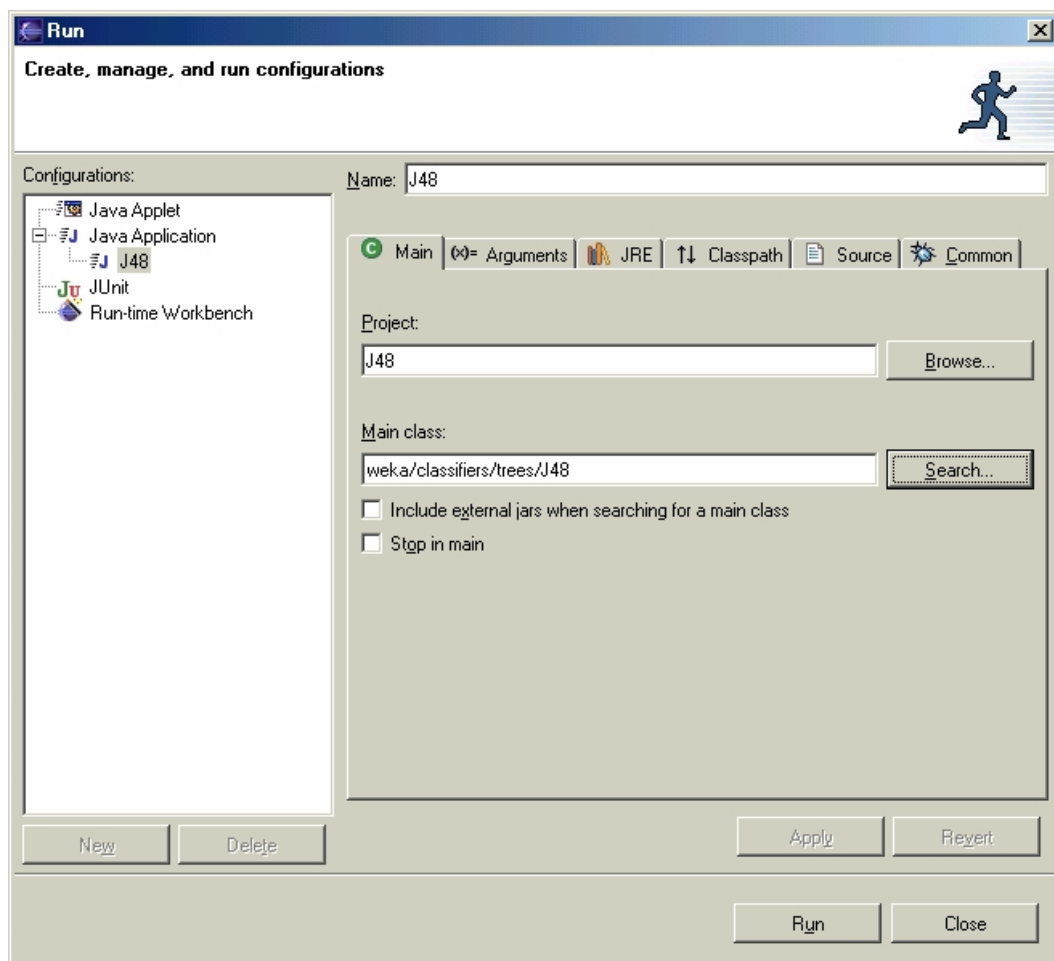 Run
Create, manage, and run configurations
Configurations:
Java Applet
Java Application
J48
JUnit
Run-time Workbench
New
Delete
Name: J48
Main
(x)= Arguments
JRE
Classpath
Source
Common
Project:
J48
Browse...
Main class:
weka/classifiers/trees/J48
Search...
Include external jars when searching for a main class
Stop in main
Apply
Revert
Run
Close